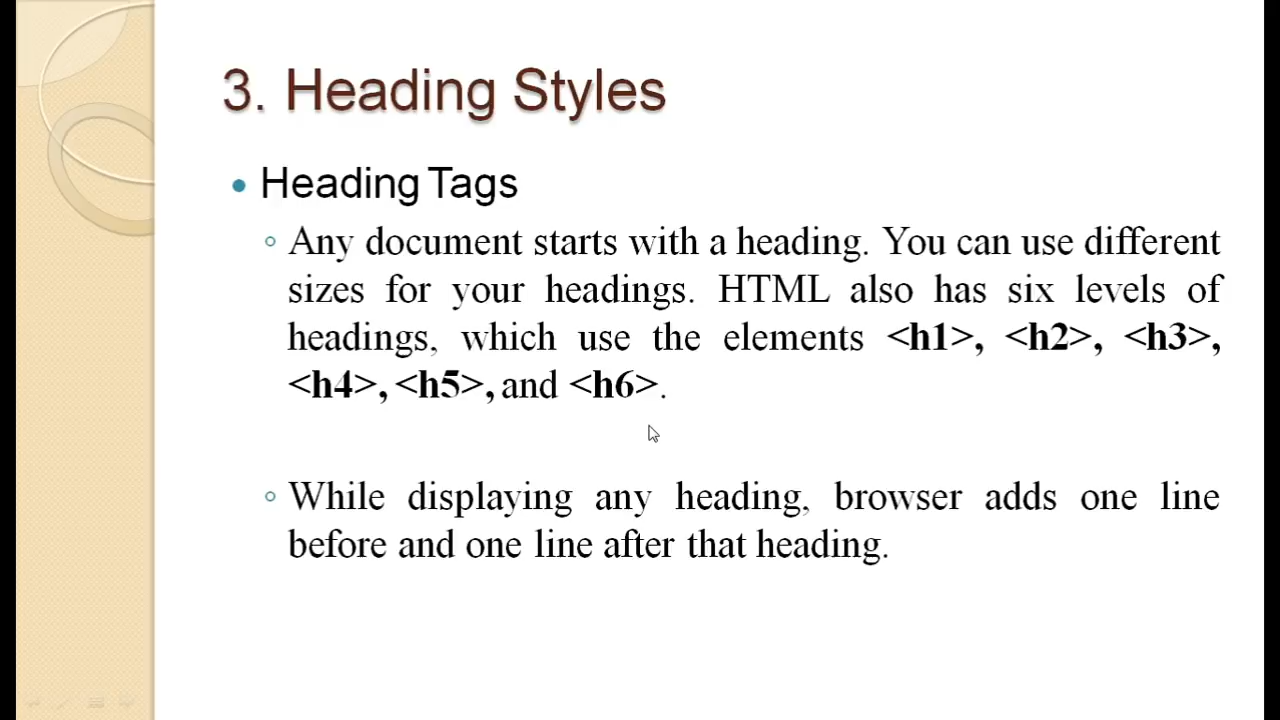 3. Heading Styles
Heading Tags
Any document starts with a heading. You can use different
sizes for your headings. HTML also has six levels of
headings, which use the elements <h1>, <h2>, <h3>,
<h4>, <h5>, and <h6>.
While displaying any heading, browser adds one line
before and one line after that heading.